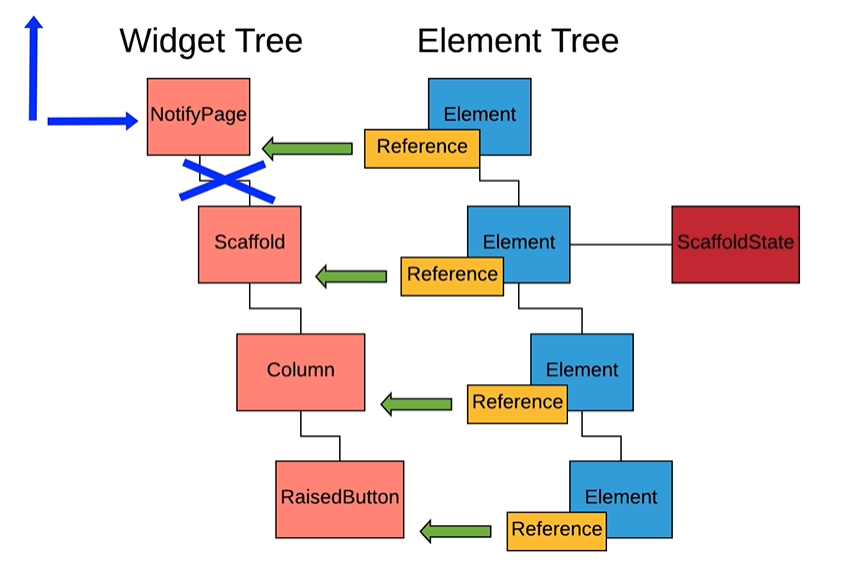 Widget Tree
Element Tree
NotifyPage
Element
Reference
Scaffold
Element
ScaffoldState
Reference
Column
Element
Reference
RaisedButton
Element
Reference